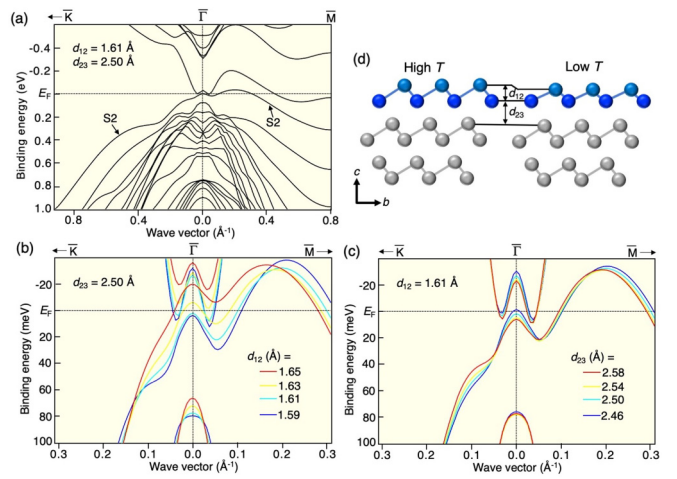 (a)
← K̅
Γ̅
M̅ →
d12 = 1.61 Å
d23 = 2.50 Å
-0.4
-0.2
EF
0.2
0.4
0.6
0.8
1.0
Binding energy (eV)
S2
S2
0.8
0.4
0.0
0.4
0.8
Wave vector (Å-1)
(d)
High T
Low T
d12
d23
c
b
(b)
← K̅
Γ̅
M̅ →
d23 = 2.50 Å
-20
EF
20
40
60
80
100
Binding energy (meV)
d12 (Å) =
1.65
1.63
1.61
1.59
0.3
0.2
0.1
0.0
0.1
0.2
0.3
Wave vector (Å-1)
(c)
← K̅
Γ̅
M̅ →
d12 = 1.61 Å
-20
EF
20
40
60
80
100
Binding energy (meV)
d23 (Å) =
2.58
2.54
2.50
2.46
0.3
0.2
0.1
0.0
0.1
0.2
0.3
Wave vector (Å-1)